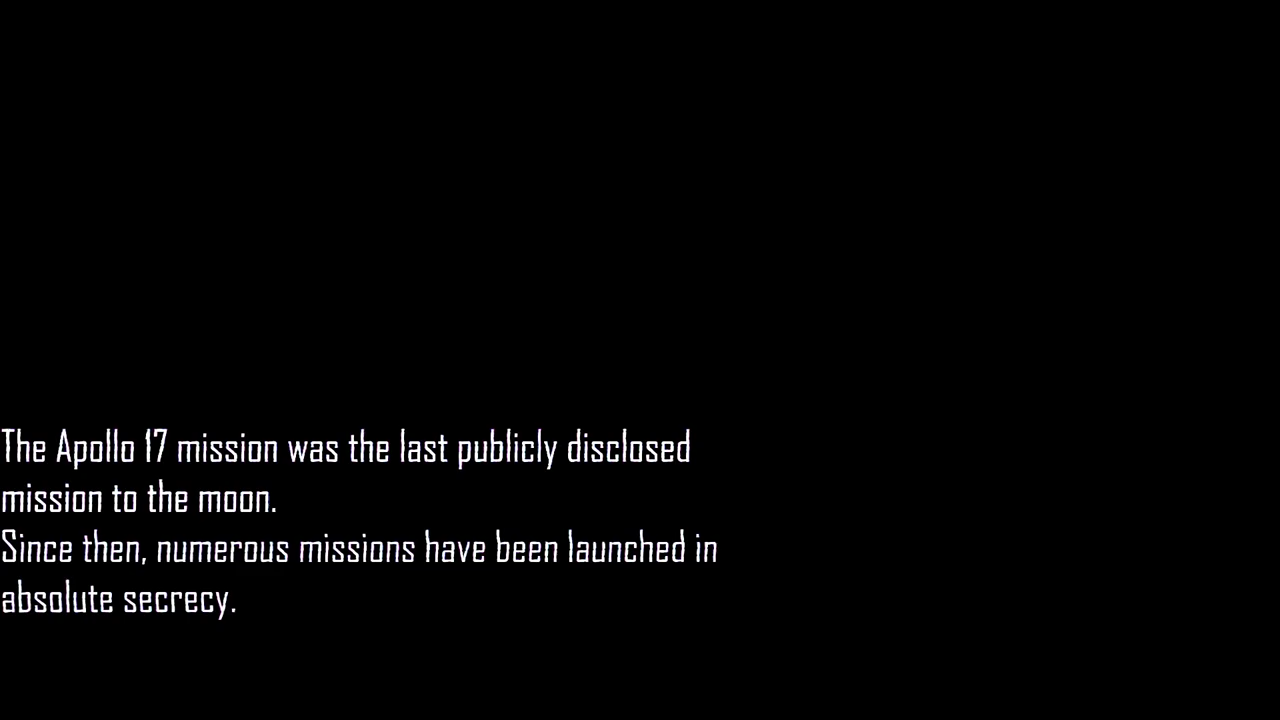 The Apollo 17 mission was the last publicly disclosed
mission to the moon.
Since then, numerous missions have been launched in
absolute secrecy.